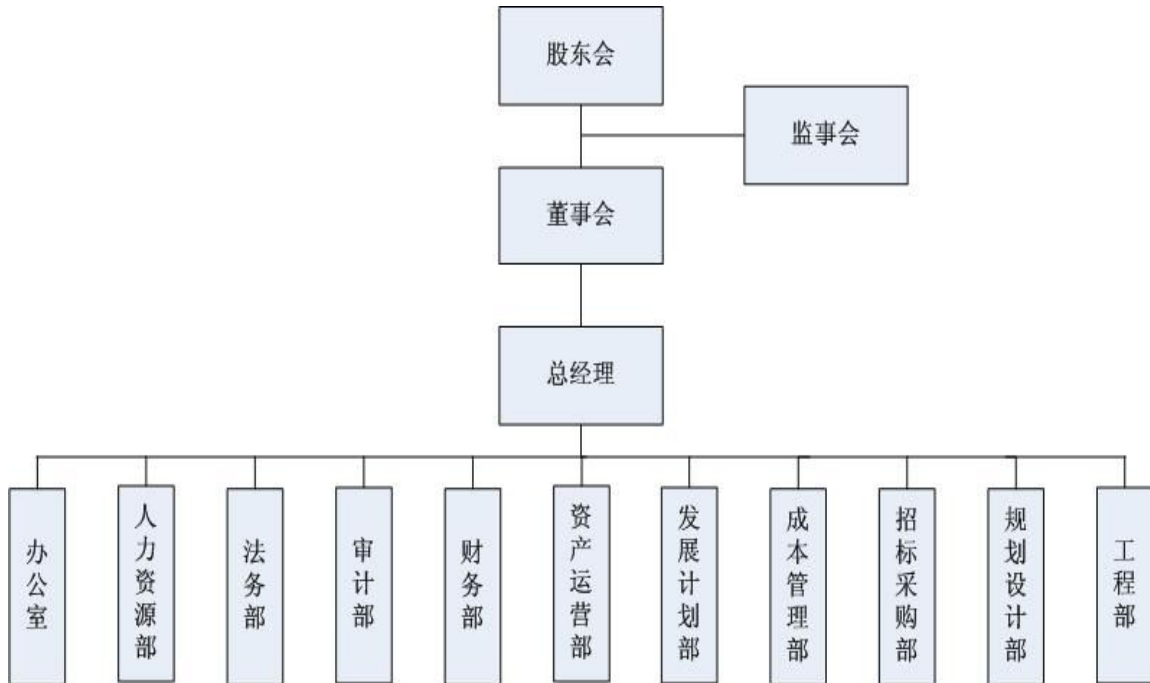 股东会
监事会
董事会
总经理
办公室
人力资源部
法务部
审计部
财务部
资产运营部
发展计划部
成本管理部
招标采购部
规划设计部
工程部